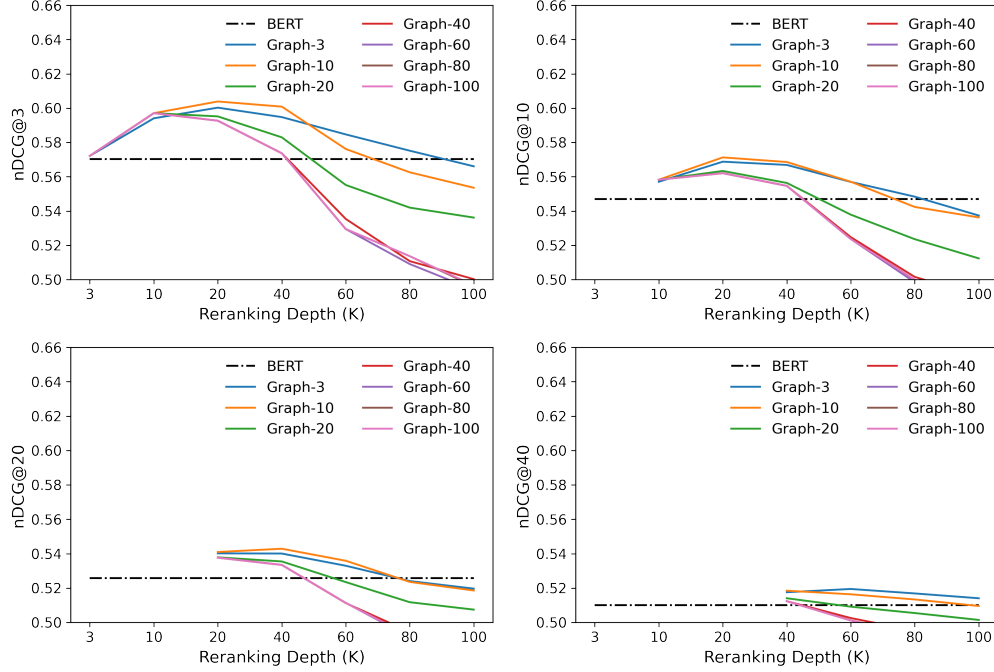 BERT
Graph-3
Graph-10
Graph-20
Graph-40
Graph-60
Graph-80
Graph-100
nDCG@3
0.66
0.64
0.62
0.60
0.58
0.56
0.54
0.52
0.50
3 10 20 40 60 80 100
Reranking Depth (K)
BERT
Graph-3
Graph-10
Graph-20
Graph-40
Graph-60
Graph-80
Graph-100
nDCG@10
0.66
0.64
0.62
0.60
0.58
0.56
0.54
0.52
0.50
3 10 20 40 60 80 100
Reranking Depth (K)
BERT
Graph-3
Graph-10
Graph-20
Graph-40
Graph-60
Graph-80
Graph-100
nDCG@20
0.66
0.64
0.62
0.60
0.58
0.56
0.54
0.52
0.50
3 10 20 40 60 80 100
Reranking Depth (K)
BERT
Graph-3
Graph-10
Graph-20
Graph-40
Graph-60
Graph-80
Graph-100
nDCG@40
0.66
0.64
0.62
0.60
0.58
0.56
0.54
0.52
0.50
3 10 20 40 60 80 100
Reranking Depth (K)